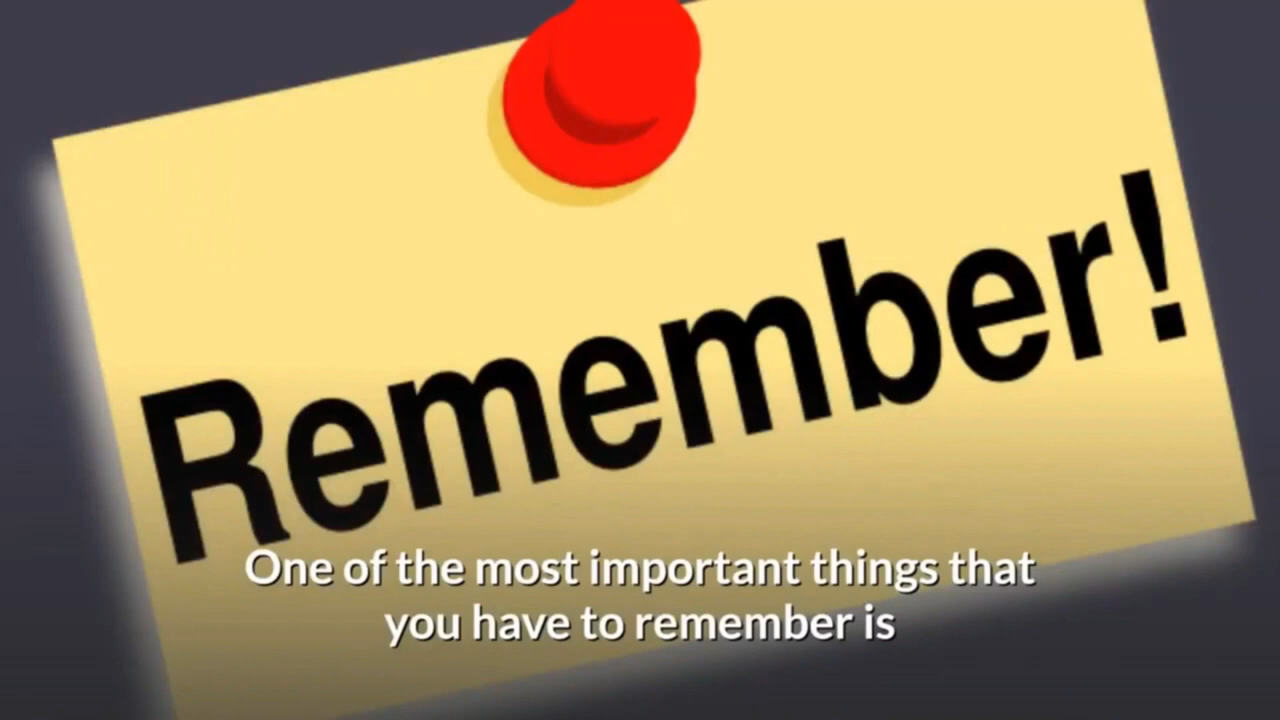 Remember!
One of the most important things that
you have to remember is